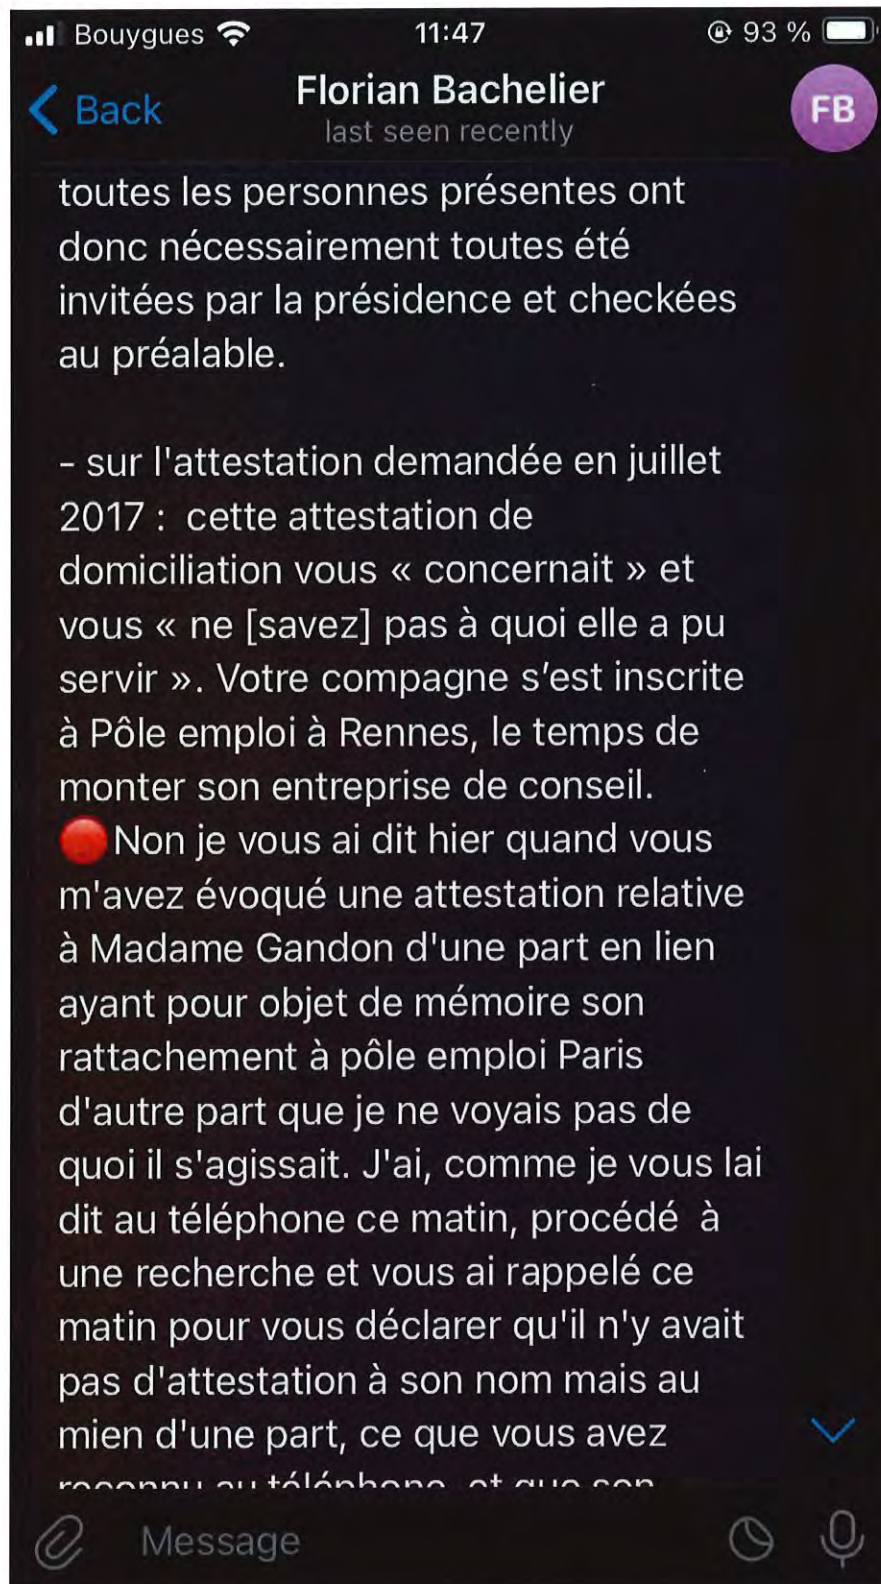 Bouygues 11:47 93 %
Back
Florian Bachelier
last seen recently
FB
toutes les personnes présentes ont
donc nécessairement toutes été
invitées par la présidence et checkées
au préalable.
- sur l'attestation demandée en juillet
2017 :  cette attestation de
domiciliation vous « concernait » et
vous « ne [savez] pas à quoi elle a pu
servir ». Votre compagne s'est inscrite
à Pôle emploi à Rennes, le temps de
monter son entreprise de conseil.
🔴Non je vous ai dit hier quand vous
m'avez évoqué une attestation relative
à Madame Gandon d'une part en lien
ayant pour objet de mémoire son
rattachement à pôle emploi Paris
d'autre part que je ne voyais pas de
quoi il s'agissait. J'ai, comme je vous lai
dit au téléphone ce matin, procédé  à
une recherche et vous ai rappelé ce
matin pour vous déclarer qu'il n'y avait
pas d'attestation à son nom mais au
mien d'une part, ce que vous avez
reconnu au téléphone, et que son
Message